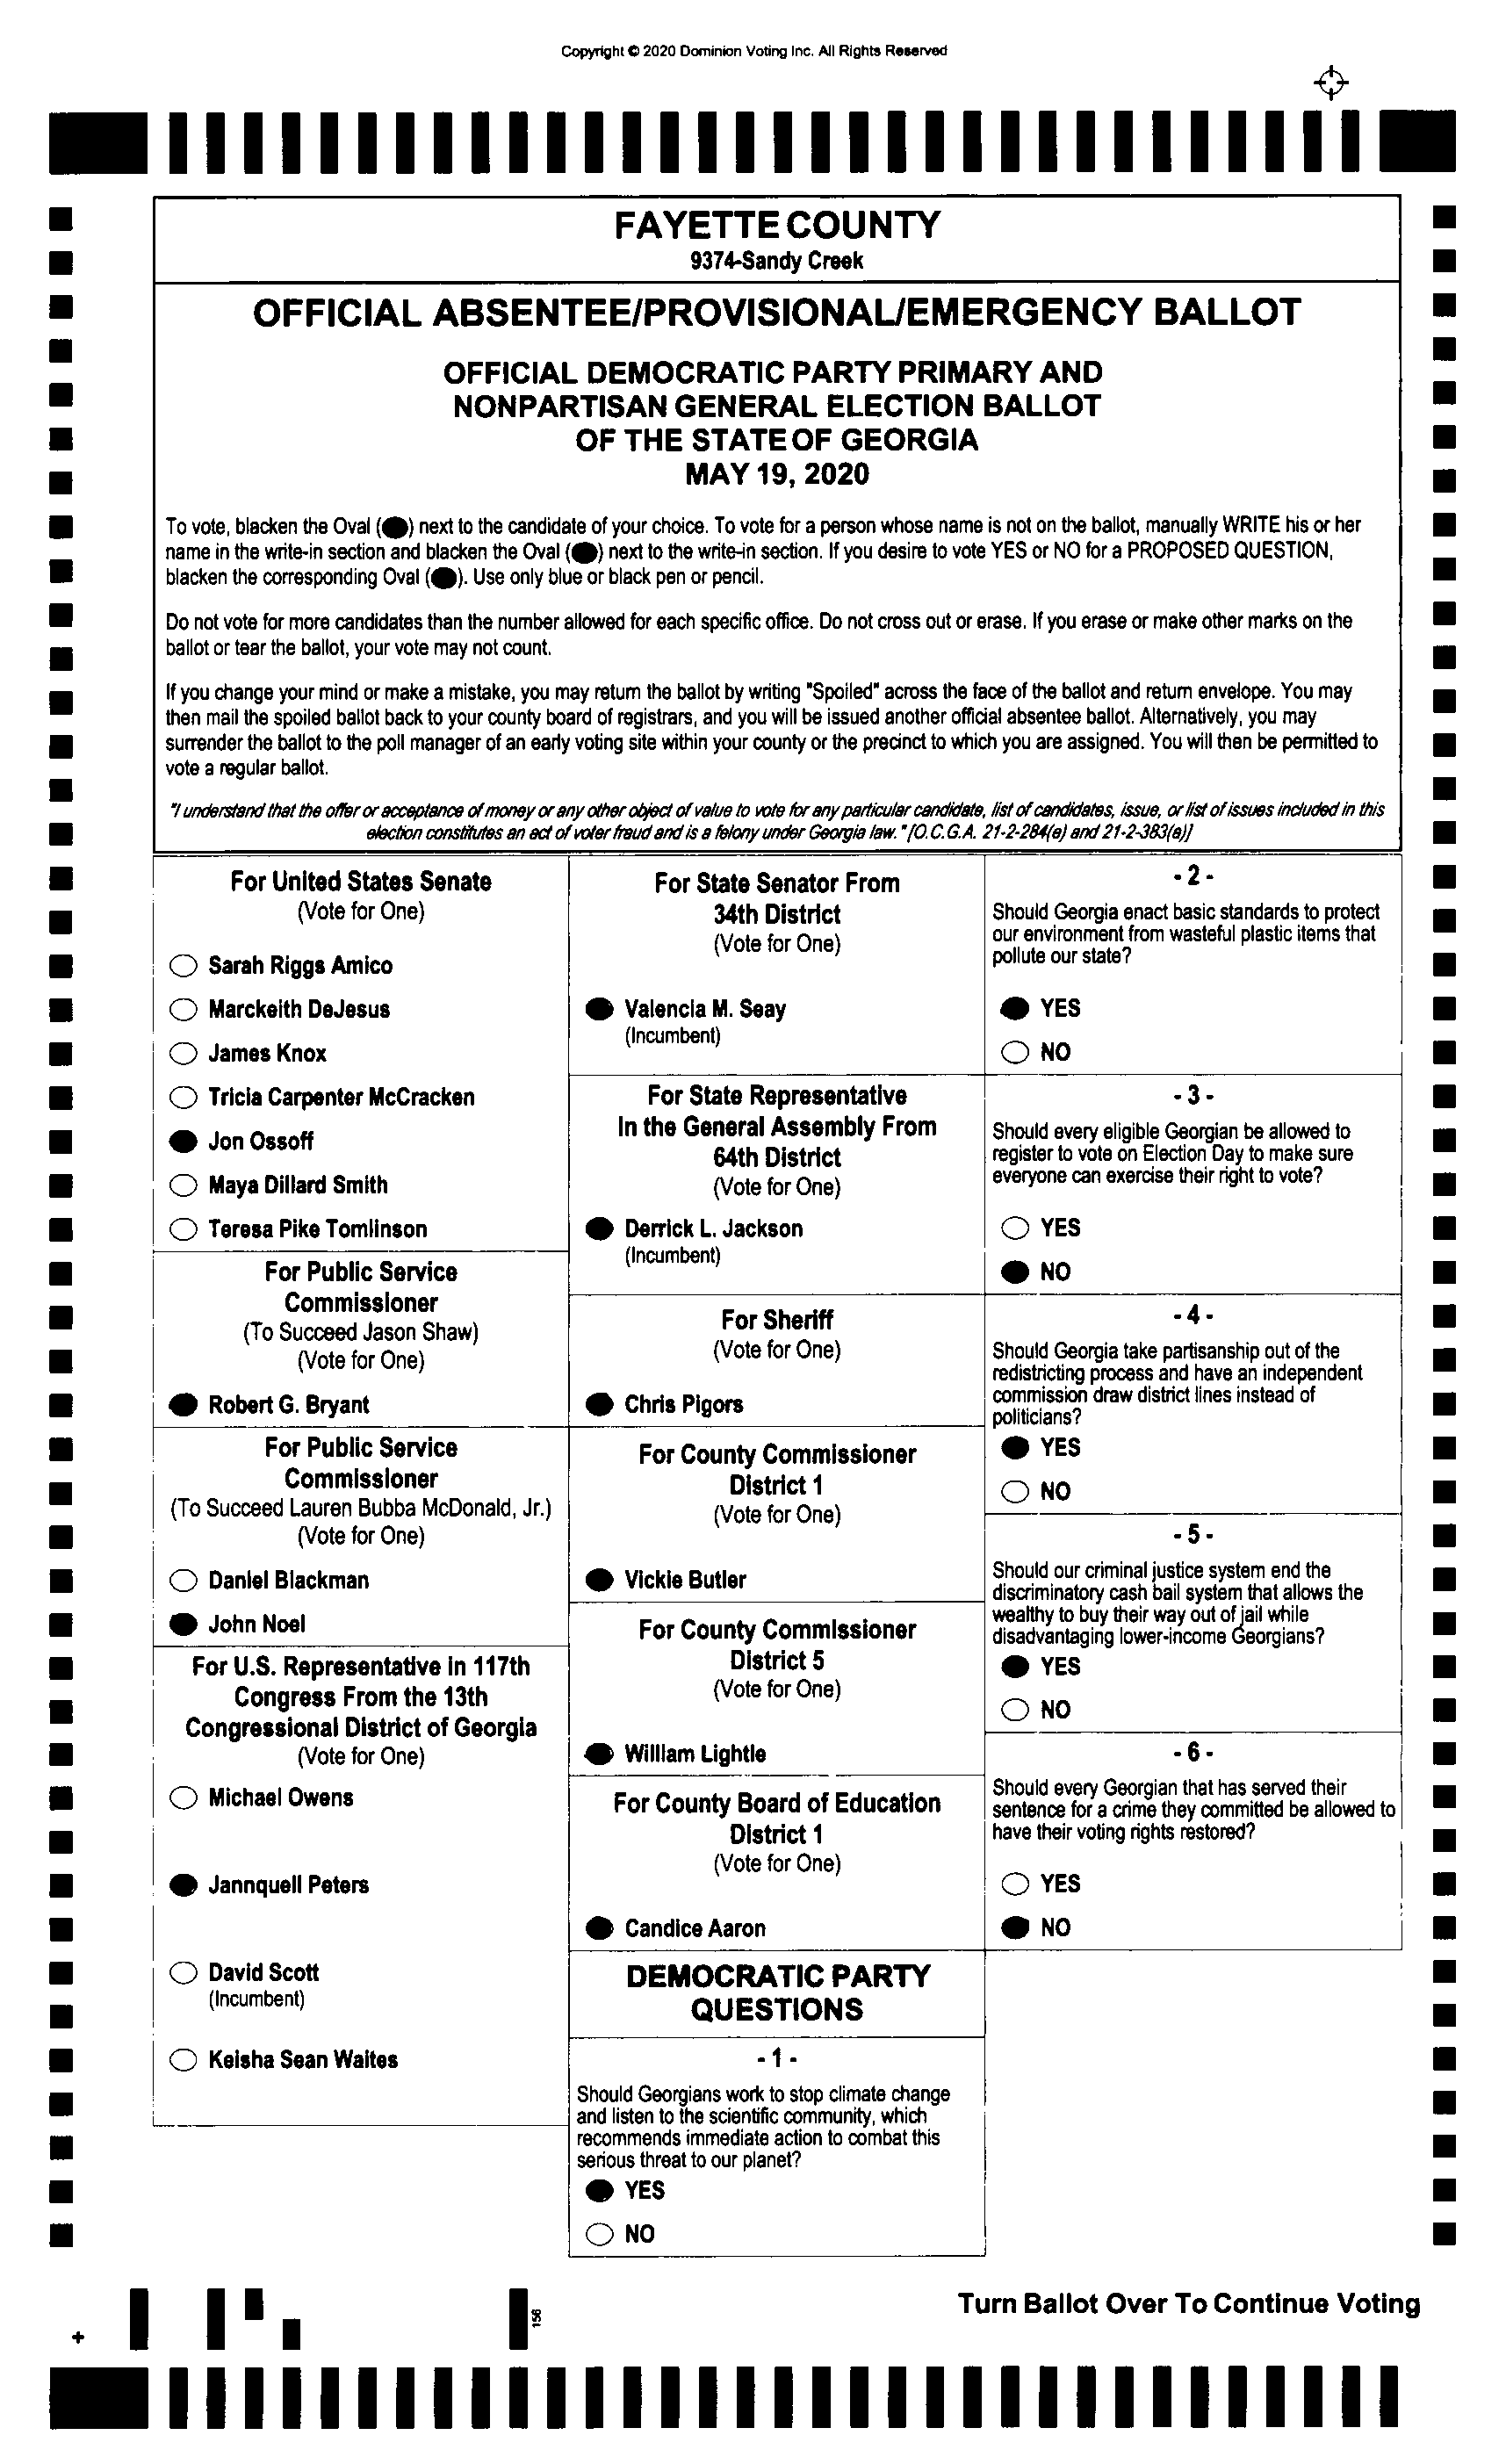 Copyright © 2020 Dominion Voting Inc. All Rights Reserved
FAYETTE COUNTY
9374-Sandy Creek
OFFICIAL ABSENTEE/PROVISIONAL/EMERGENCY BALLOT
OFFICIAL DEMOCRATIC PARTY PRIMARY AND
NONPARTISAN GENERAL ELECTION BALLOT
OF THE STATE OF GEORGIA
MAY 19, 2020
To vote, blacken the Oval (●) next to the candidate of your choice. To vote for a person whose name is not on the ballot, manually WRITE his or her
name in the write-in section and blacken the Oval (●) next to the write-in section. If you desire to vote YES or NO for a PROPOSED QUESTION,
blacken the corresponding Oval (●). Use only blue or black pen or pencil.
Do not vote for more candidates than the number allowed for each specific office. Do not cross out or erase. If you erase or make other marks on the
ballot or tear the ballot, your vote may not count.
If you change your mind or make a mistake, you may return the ballot by writing "Spoiled" across the face of the ballot and return envelope. You may
then mail the spoiled ballot back to your county board of registrars, and you will be issued another official absentee ballot. Alternatively, you may
surrender the ballot to the poll manager of an early voting site within your county or the precinct to which you are assigned. You will then be permitted to
vote a regular ballot.
"I understand that the offer or acceptance of money or any other object of value to vote for any particular candidate, list of candidates, issue, or list of issues included in this
election constitutes an act of voter fraud and is a felony under Georgia law." [O.C.G.A. 21-2-284(e) and 21-2-383(a)]
For United States Senate
(Vote for One)
Sarah Riggs Amico
Marckeith DeJesus
James Knox
Tricia Carpenter McCracken
Jon Ossoff
Maya Dillard Smith
Teresa Pike Tomlinson
For Public Service
Commissioner
(To Succeed Jason Shaw)
(Vote for One)
Robert G. Bryant
For Public Service
Commissioner
(To Succeed Lauren Bubba McDonald, Jr.)
(Vote for One)
Daniel Blackman
John Noel
For U.S. Representative in 117th
Congress From the 13th
Congressional District of Georgia
(Vote for One)
Michael Owens
Jannquell Peters
David Scott
(Incumbent)
Keisha Sean Waites
For State Senator From
34th District
(Vote for One)
Valencia M. Seay
(Incumbent)
For State Representative
In the General Assembly From
64th District
(Vote for One)
Derrick L. Jackson
(Incumbent)
For Sheriff
(Vote for One)
Chris Pigors
For County Commissioner
District 1
(Vote for One)
Vickie Butler
For County Commissioner
District 5
(Vote for One)
William Lightle
For County Board of Education
District 1
(Vote for One)
Candice Aaron
DEMOCRATIC PARTY
QUESTIONS
- 1 -
Should Georgians work to stop climate change
and listen to the scientific community, which
recommends immediate action to combat this
serious threat to our planet?
YES
NO
- 2 -
Should Georgia enact basic standards to protect
our environment from wasteful plastic items that
pollute our state?
YES
NO
- 3 -
Should every eligible Georgian be allowed to
register to vote on Election Day to make sure
everyone can exercise their right to vote?
YES
NO
- 4 -
Should Georgia take partisanship out of the
redistricting process and have an independent
commission draw district lines instead of
politicians?
YES
NO
- 5 -
Should our criminal justice system end the
discriminatory cash bail system that allows the
wealthy to buy their way out of jail while
disadvantaging lower-income Georgians?
YES
NO
- 6 -
Should every Georgian that has served their
sentence for a crime they committed be allowed to
have their voting rights restored?
YES
NO
Turn Ballot Over To Continue Voting
156